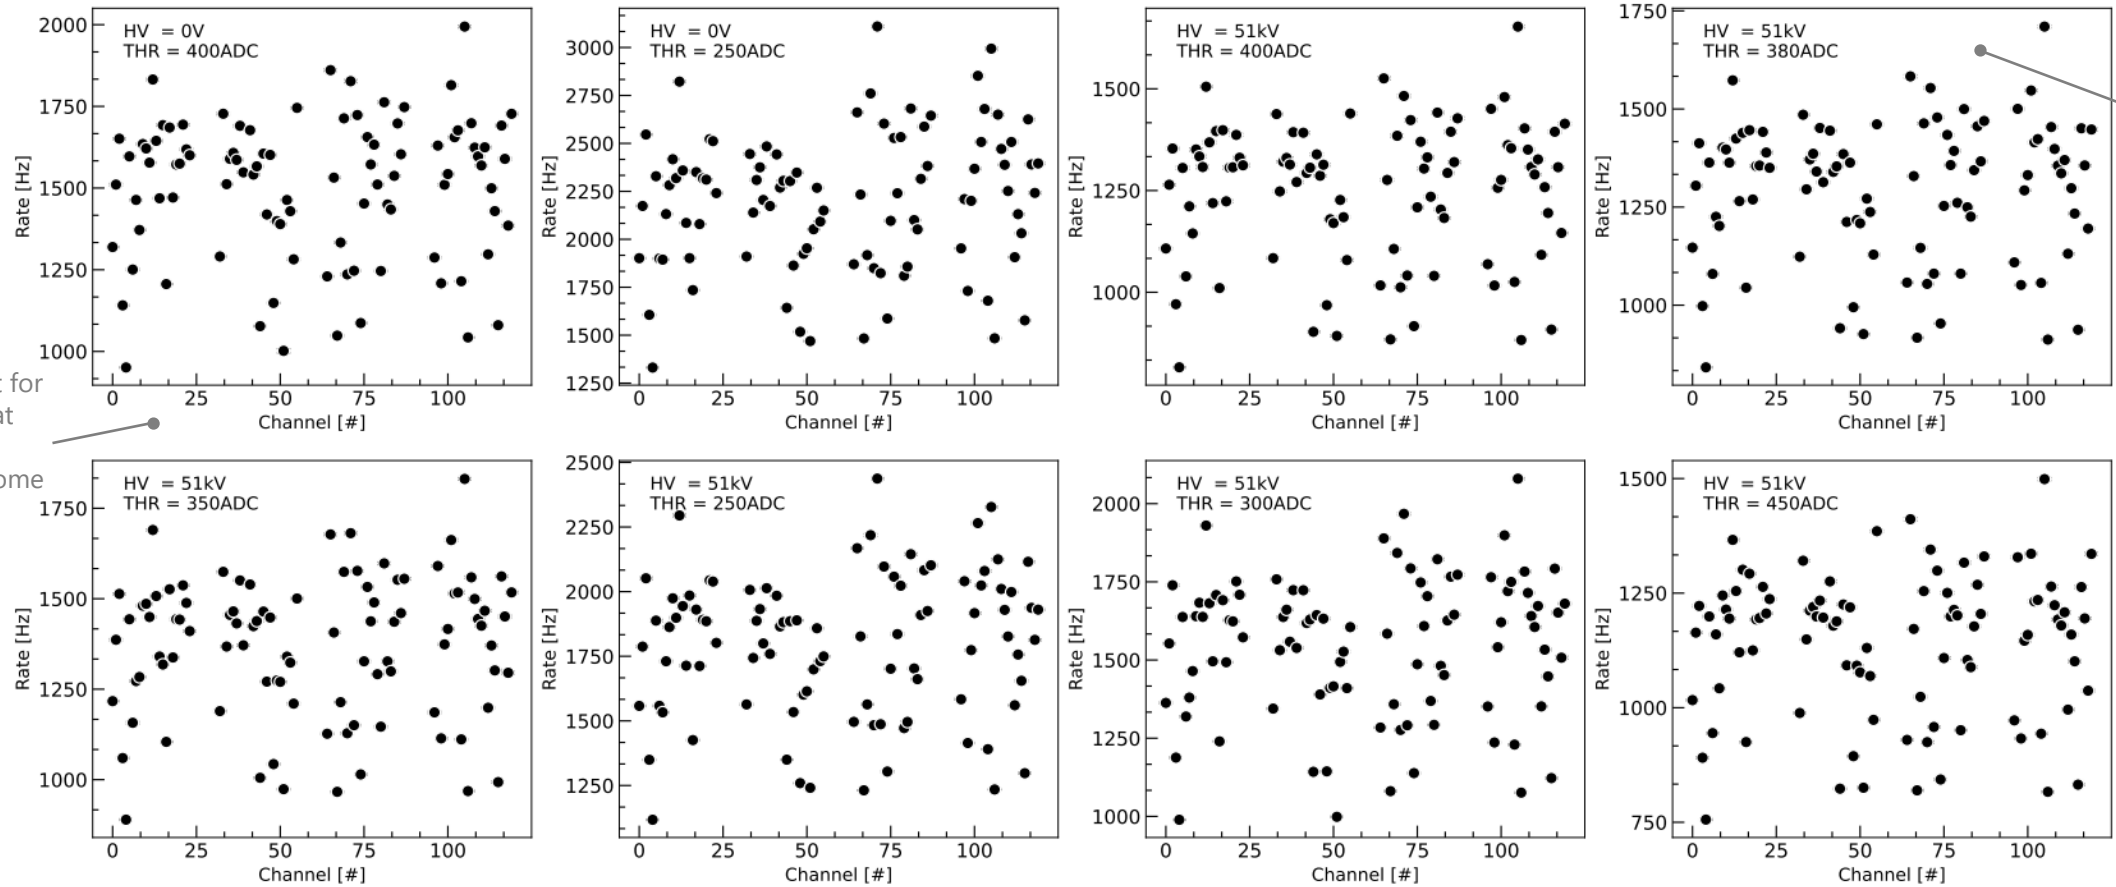 HV = 0V
THR = 400ADC
Rate [Hz]
2000
1750
1500
1250
1000
0 25 50 75 100
Channel [#]
HV = 0V
THR = 250ADC
Rate [Hz]
3000
2750
2500
2250
2000
1750
1500
1250
0 25 50 75 100
Channel [#]
HV = 51kV
THR = 400ADC
Rate [Hz]
1500
1250
1000
0 25 50 75 100
Channel [#]
HV = 51kV
THR = 380ADC
Rate [Hz]
1750
1500
1250
1000
0 25 50 75 100
Channel [#]
for
at
ome
HV = 51kV
THR = 350ADC
Rate [Hz]
1750
1500
1250
1000
0 25 50 75 100
Channel [#]
HV = 51kV
THR = 250ADC
Rate [Hz]
2500
2250
2000
1750
1500
1250
0 25 50 75 100
Channel [#]
HV = 51kV
THR = 300ADC
Rate [Hz]
2000
1750
1500
1250
1000
0 25 50 75 100
Channel [#]
HV = 51kV
THR = 450ADC
Rate [Hz]
1500
1250
1000
750
0 25 50 75 100
Channel [#]